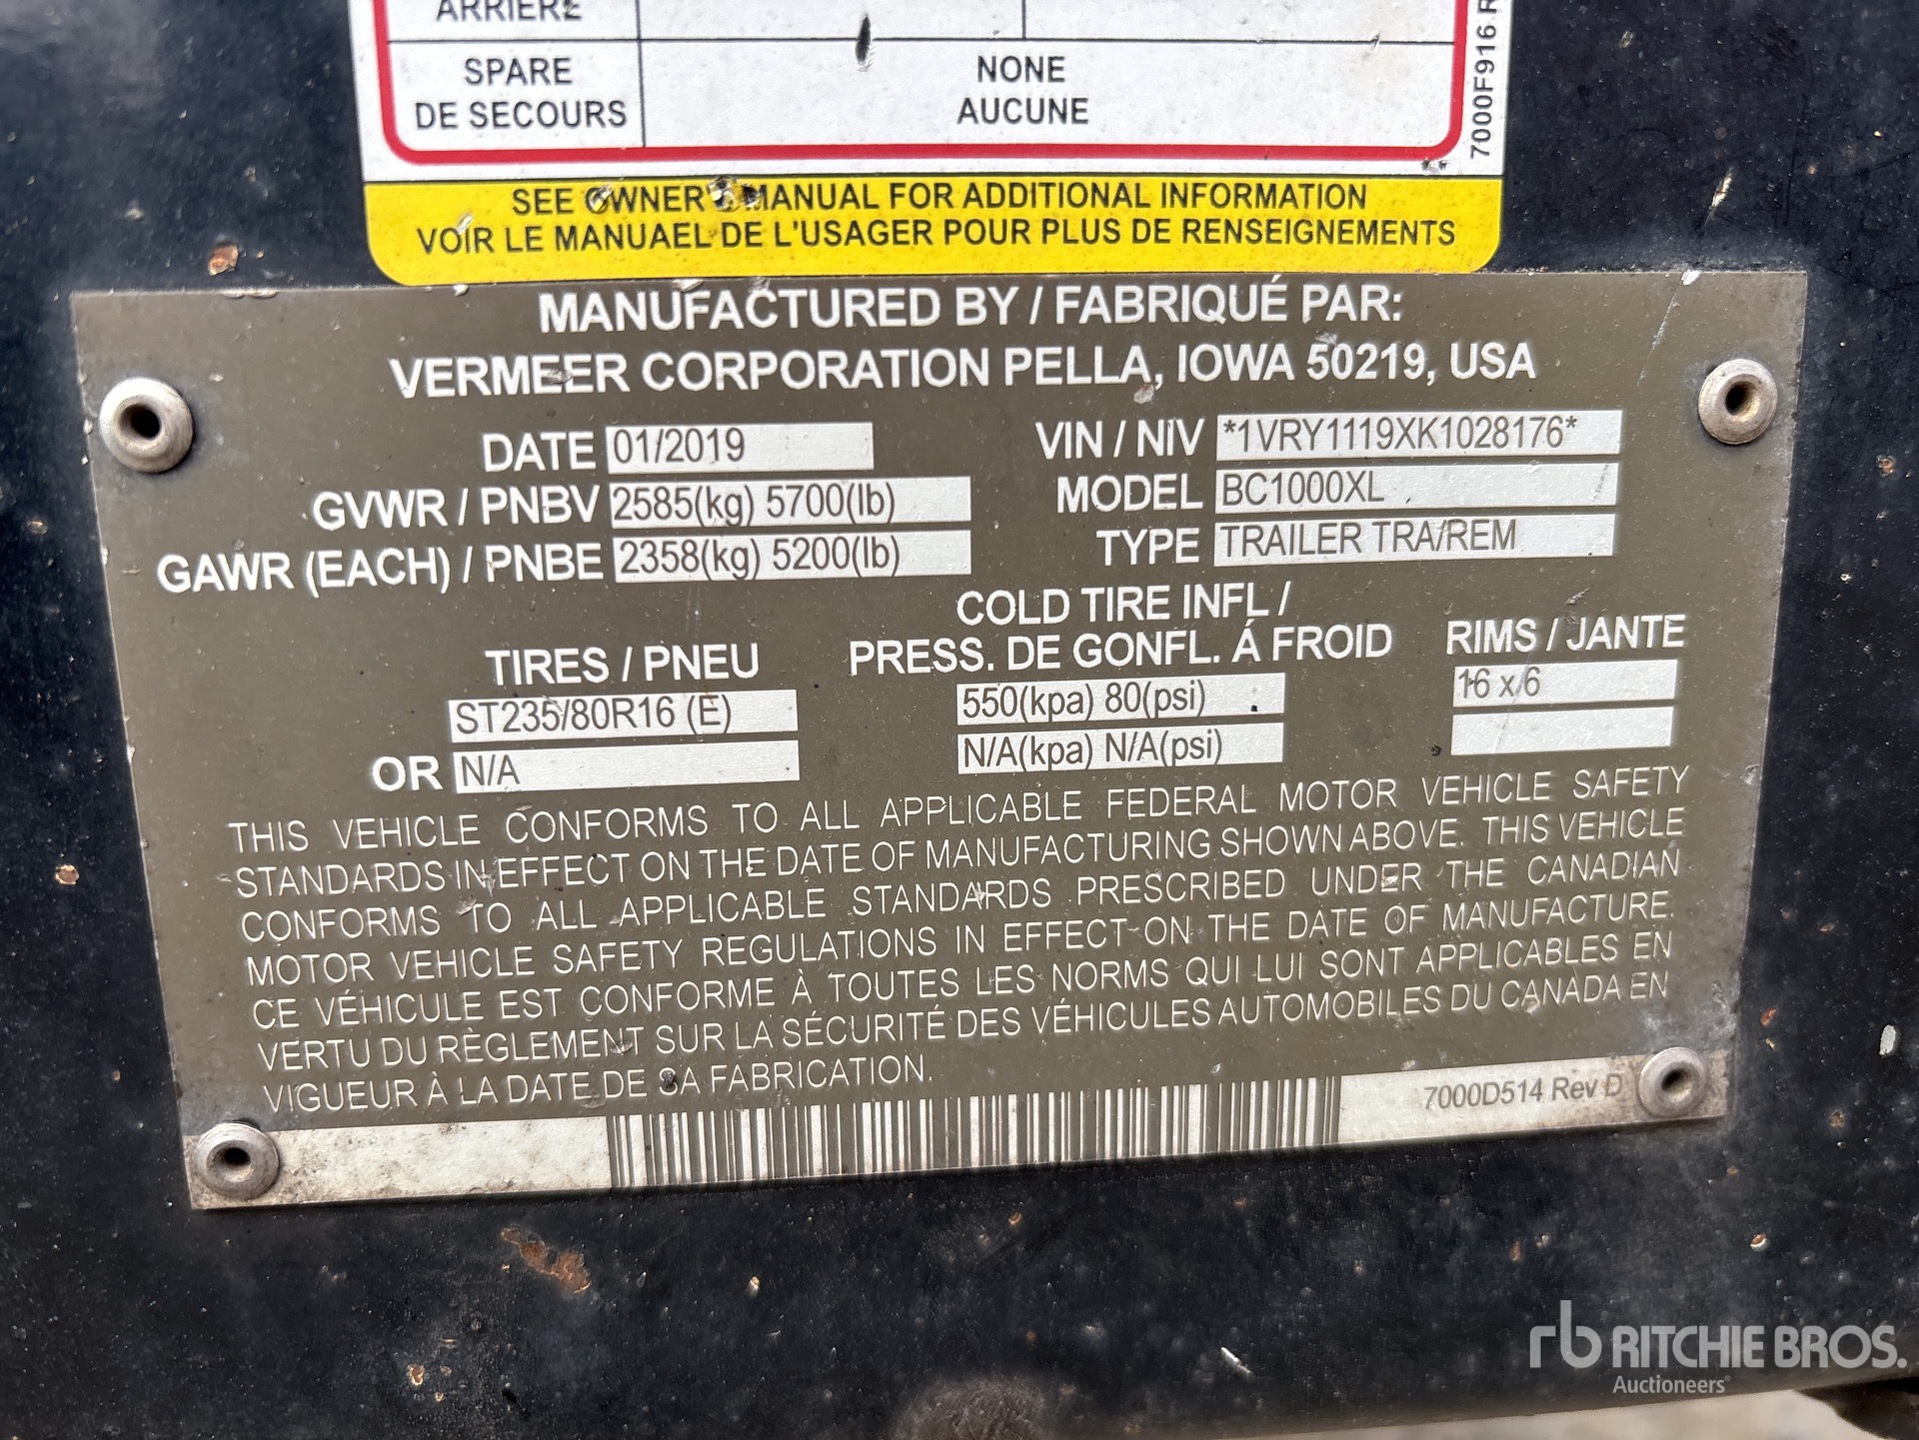 ARRIÈRE
SPARE
DE SECOURS
NONE
AUCUNE
7000F916 R
SEE OWNER'S MANUAL FOR ADDITIONAL INFORMATION
VOIR LE MANUAEL DE L'USAGER POUR PLUS DE RENSEIGNEMENTS
MANUFACTURED BY / FABRIQUÉ PAR:
VERMEER CORPORATION PELLA, IOWA 50219, USA
DATE 01/2019
VIN / NIV *1VRY1119XK1028176*
GVWR / PNBV 2585(kg) 5700(lb)
MODEL BC1000XL
GAWR (EACH) / PNBE 2358(kg) 5200(lb)
TYPE TRAILER TRA/REM
TIRES / PNEU
COLD TIRE INFL /
PRESS. DE GONFL. Á FROID
RIMS / JANTE
ST235/80R16 (E)
550(kpa) 80(psi)
16 x 6
OR N/A
N/A(kpa) N/A(psi)
THIS VEHICLE CONFORMS TO ALL APPLICABLE FEDERAL MOTOR VEHICLE SAFETY
STANDARDS IN EFFECT ON THE DATE OF MANUFACTURING SHOWN ABOVE. THIS VEHICLE
CONFORMS TO ALL APPLICABLE STANDARDS PRESCRIBED UNDER THE CANADIAN
MOTOR VEHICLE SAFETY REGULATIONS IN EFFECT ON THE DATE OF MANUFACTURE.
CE VÉHICULE EST CONFORME À TOUTES LES NORMS QUI LUI SONT APPLICABLES EN
VERTU DU RÈGLEMENT SUR LA SÉCURITÉ DES VÉHICULES AUTOMOBILES DU CANADA EN
VIGUEUR À LA DATE DE SA FABRICATION.
7000D514 Rev D
rb RITCHIE BROS.
Auctioneers